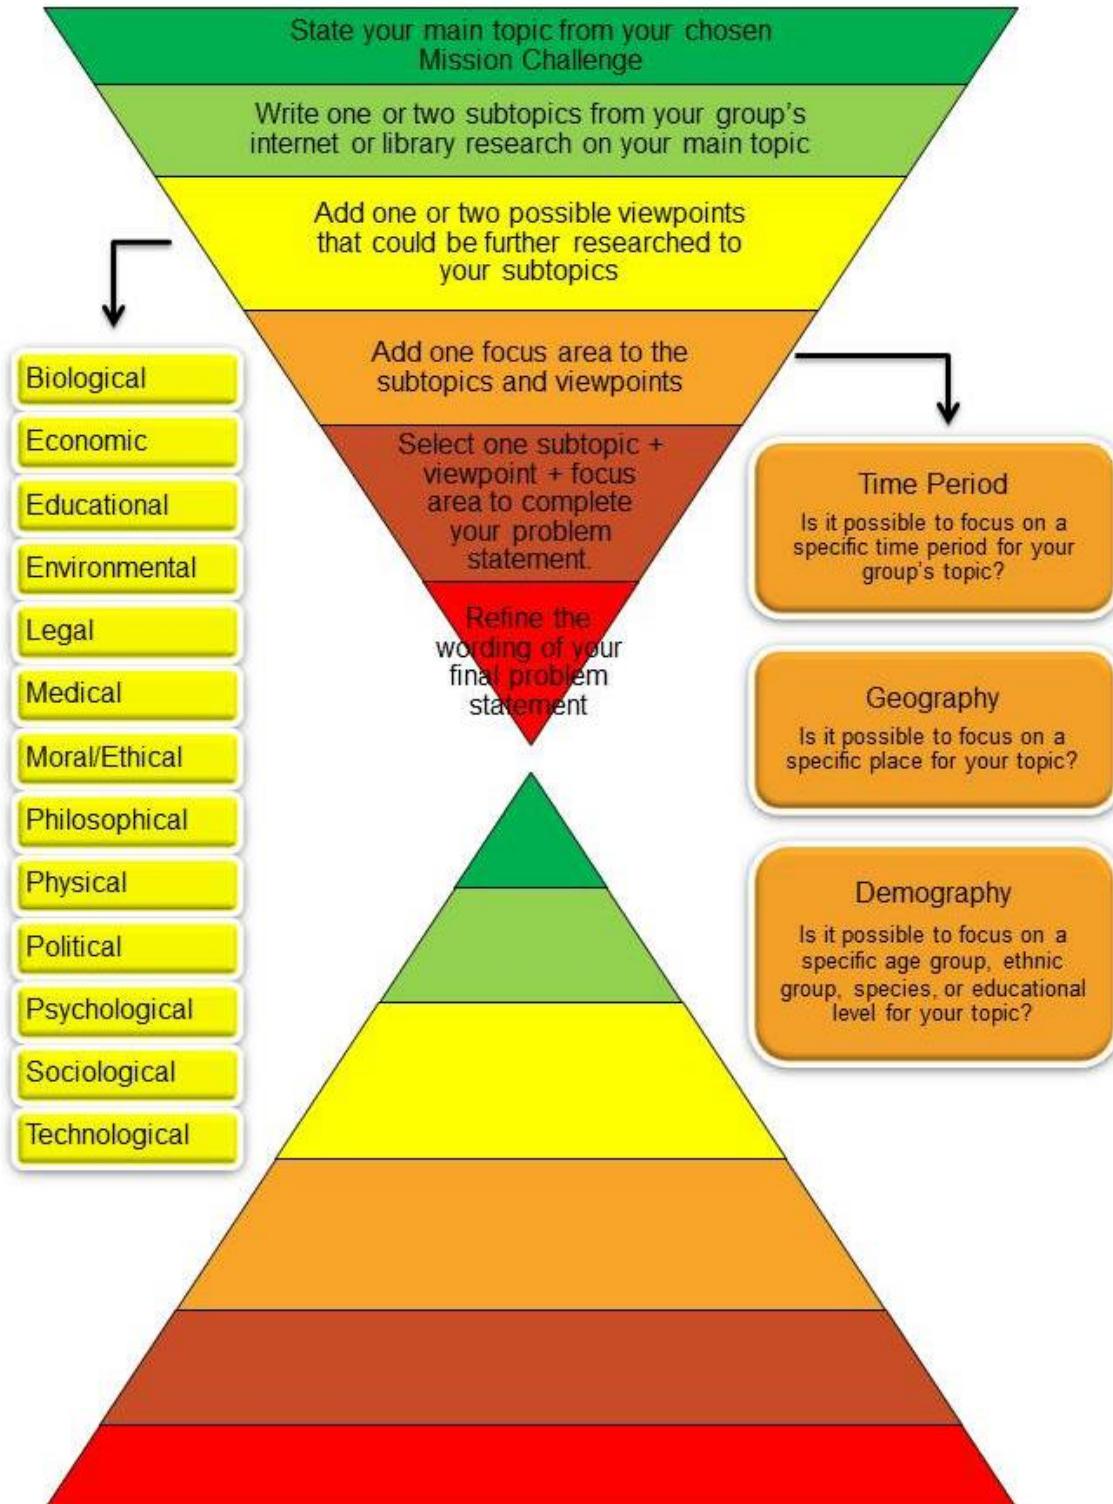 State your main topic from your chosen
Mission Challenge
Write one or two subtopics from your group's
internet or library research on your main topic
Add one or two possible viewpoints
that could be further researched to
your subtopics
Add one focus area to the
subtopics and viewpoints
Select one subtopic +
viewpoint + focus
area to complete
your problem
statement.
Refine the
wording of your
final problem
statement
Biological
Economic
Educational
Environmental
Legal
Medical
Moral/Ethical
Philosophical
Physical
Political
Psychological
Sociological
Technological
Time Period
Is it possible to focus on a
specific time period for your
group's topic?
Geography
Is it possible to focus on a
specific place for your topic?
Demography
Is it possible to focus on a
specific age group, ethnic
group, species, or educational
level for your topic?